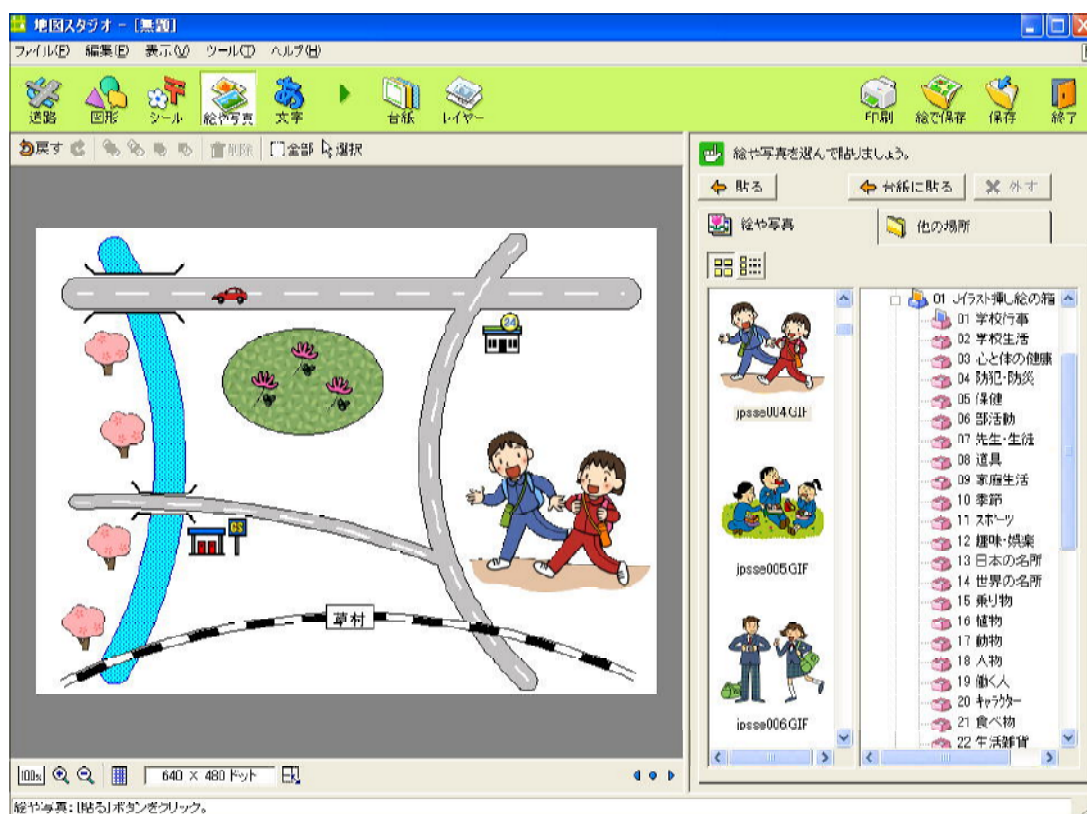 地図スタジオ - [無題]
ファイル(F) 編集(E) 表示(V) ツール(T) ヘルプ(H)
道路 図形 シール 絵や写真 文字 台紙 レイヤー 印刷 絵で保存 保存 終了
戻す 削除 全部 選択
絵や写真を選んで貼りましょう。
貼る 台紙に貼る 外す
絵や写真 他の場所
24
GS
草村
jpsse004.GIF
jpsse005.GIF
jpsse006.GIF
01 J-イラスト挿し絵の箱
01 学校行事
02 学校生活
03 心と体の健康
04 防犯・防災
05 保健
06 部活動
07 先生・生徒
08 道具
09 家庭生活
10 季節
11 スポーツ
12 趣味・娯楽
13 日本の名所
14 世界の名所
15 乗り物
16 植物
17 動物
18 人物
19 働く人
20 キャラクター
21 食べ物
22 生活雑貨
100% 640 × 480 ドット
絵や写真：[貼る]ボタンをクリック。